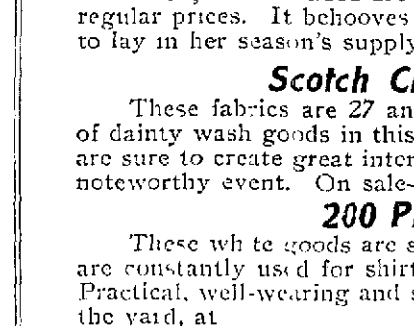 regular prices. It behooves
to lay in her season's supply
Scotch C
These fabrics are 27 an
of dainty wash goods in this
are sure to create great inter
noteworthy event. On sale-
200 P
These wh te goods are s
are constantly used for shirt
Practical, well-wearing and s
the yard, at